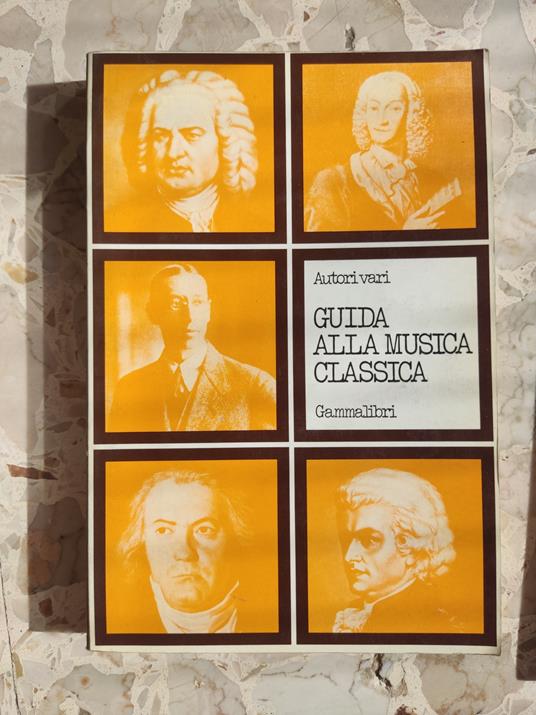 Autori vari
GUIDA
ALLA MUSICA
CLASSICA
Gammalibri